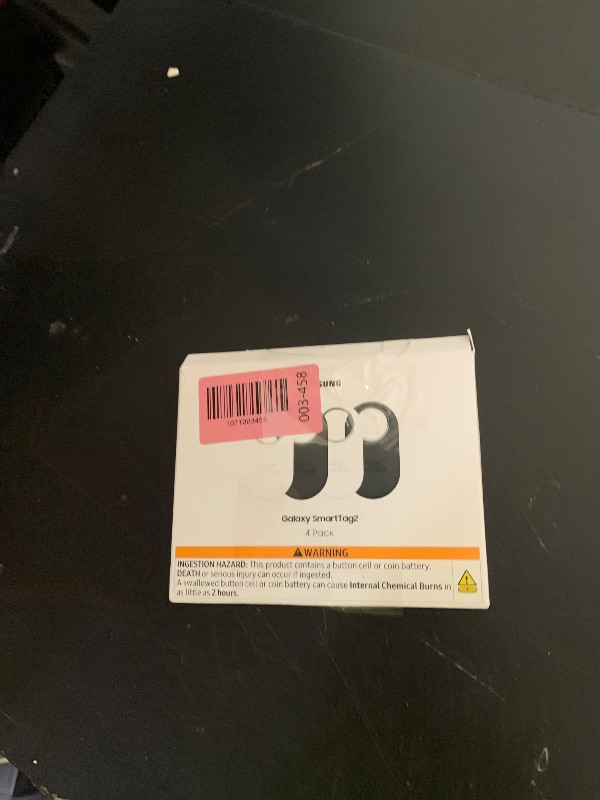 SUNG
1071003458
003-458
Galaxy SmartTag2
4 Pack
WARNING
INGESTION HAZARD: This product contains a button cell or coin battery.
DEATH or serious injury can occur if ingested.
A swallowed button cell or coin battery can cause Internal Chemical Burns in
as little as 2 hours.